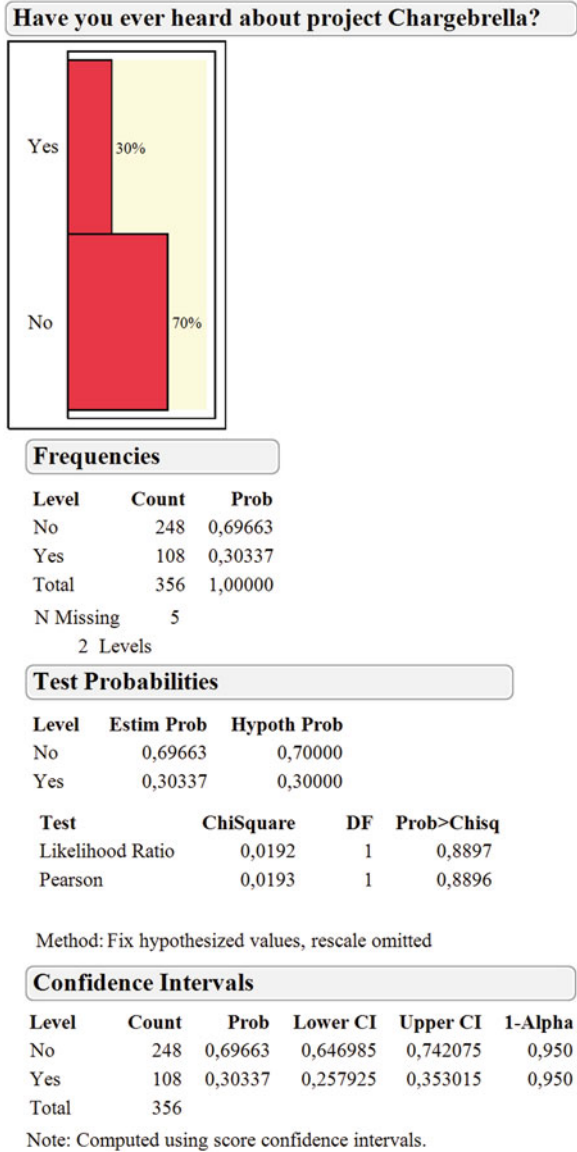 Have you ever heard about project Chargebrella?
Yes 30%
No 70%
Frequencies
Level Count Prob
No 248 0,69663
Yes 108 0,30337
Total 356 1,00000
N Missing 5
2 Levels
Test Probabilities
Level Estim Prob Hypoth Prob
No 0,69663 0,70000
Yes 0,30337 0,30000
Test ChiSquare DF Prob>Chisq
Likelihood Ratio 0,0192 1 0,8897
Pearson 0,0193 1 0,8896
Method: Fix hypothesized values, rescale omitted
Confidence Intervals
Level Count Prob Lower CI Upper CI 1-Alpha
No 248 0,69663 0,646985 0,742075 0,950
Yes 108 0,30337 0,257925 0,353015 0,950
Total 356
Note: Computed using score confidence intervals.